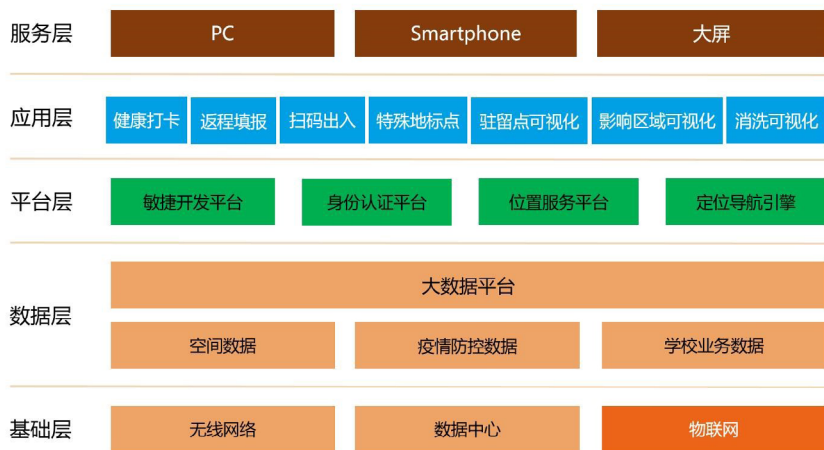 服务层 PC Smartphone 大屏
应用层 健康打卡 返程填报 扫码出入 特殊地标点 驻留点可视化 影响区域可视化 消洗可视化
平台层 敏捷开发平台 身份认证平台 位置服务平台 定位导航引擎
大数据平台
数据层
空间数据 疫情防控数据 学校业务数据
基础层 无线网络 数据中心 物联网